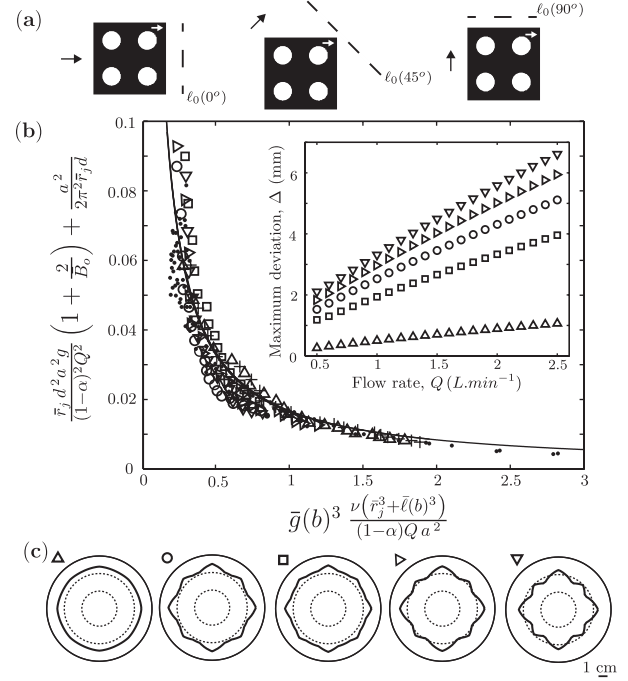 (a)
ℓ₀(0°)
ℓ₀(45°)
ℓ₀(90°)
(b)
r̄ⱼ d² a² g / (1−α)² Q² (1 + 2/Bₒ) + a² / 2π² r̄ⱼ d
0.1
0.08
0.06
0.04
0.02
0
0 0.5 1 1.5 2 2.5 3
Maximum deviation, Δ (mm)
6
4
2
0
0.5 1.0 1.5 2.0 2.5
Flow rate, Q (L.min⁻¹)
ḡ(b)³ ν(r̄ⱼ³+ℓ̄(b)³) / (1−α)Q a²
(c)
1 cm